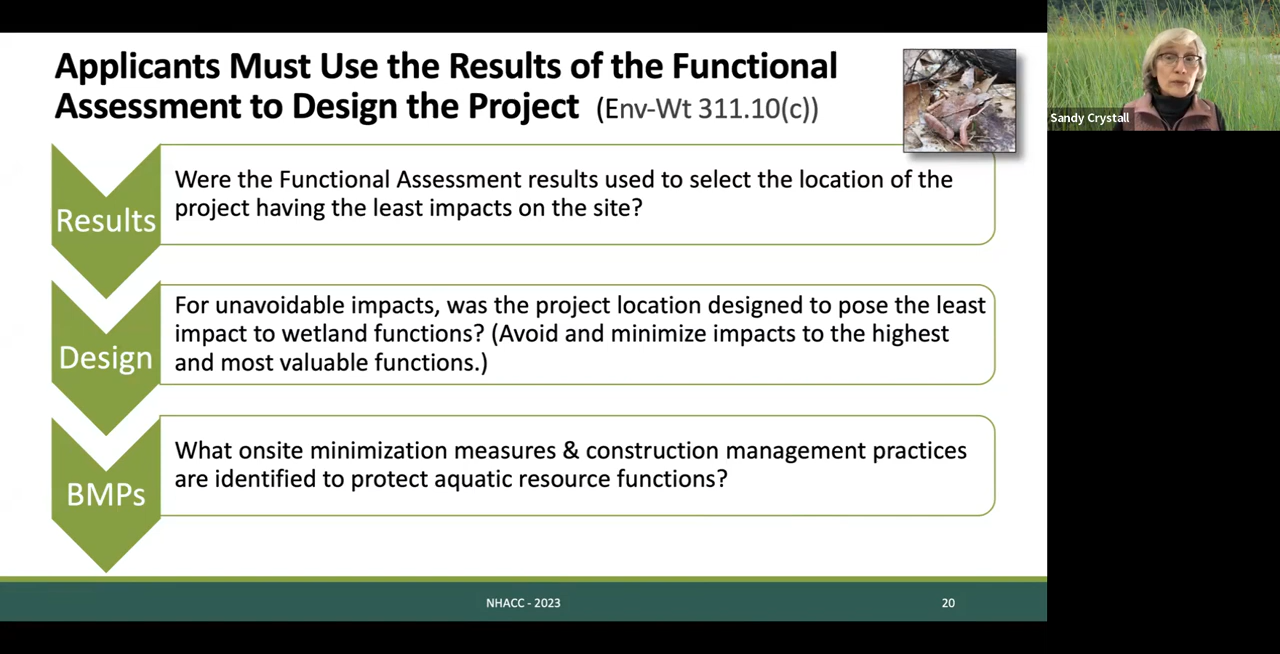 Applicants Must Use the Results of the Functional
Assessment to Design the Project (Env-Wt 311.10(c))
Sandy Crystall
Results
Were the Functional Assessment results used to select the location of the
project having the least impacts on the site?
Design
For unavoidable impacts, was the project location designed to pose the least
impact to wetland functions? (Avoid and minimize impacts to the highest
and most valuable functions.)
BMPs
What onsite minimization measures & construction management practices
are identified to protect aquatic resource functions?
NHACC - 2023
20